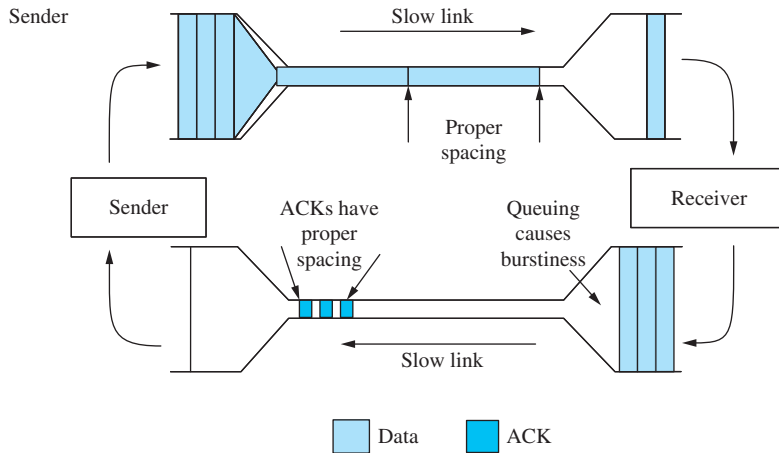 Sender
Slow link
Proper
spacing
Sender
Receiver
ACKs have
proper
spacing
Queuing
causes
burstiness
Slow link
Data
ACK